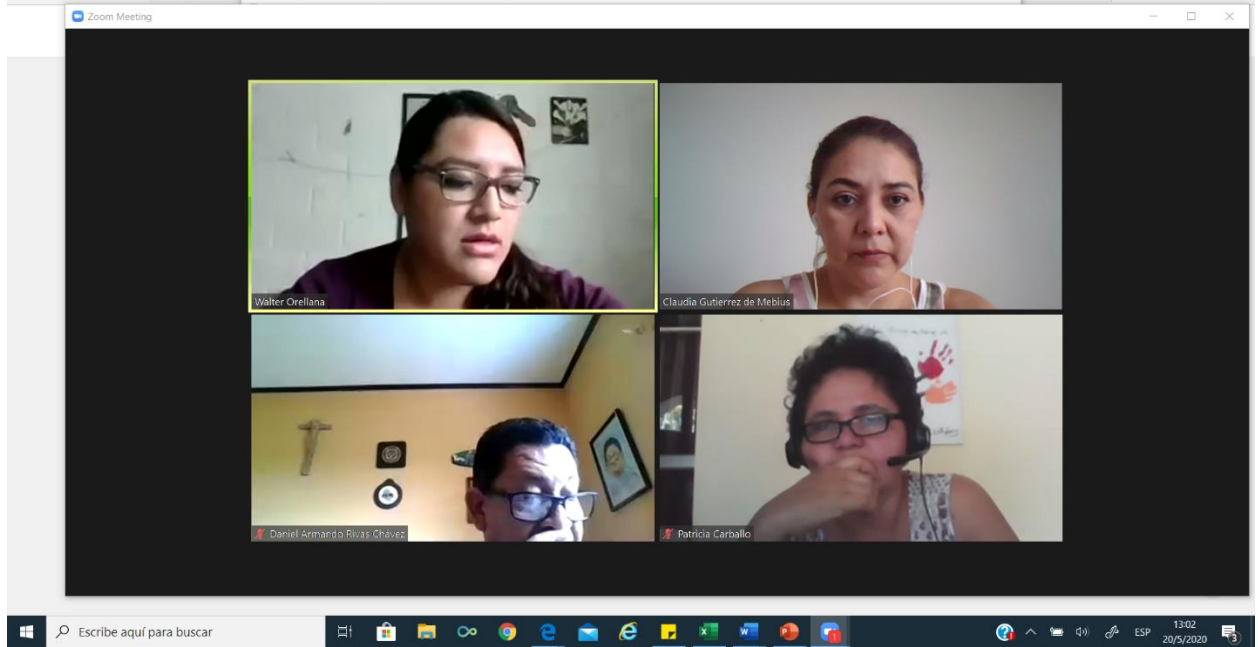 Zoom Meeting
Walter Orellana
Claudia Gutierrez de Mebius
Daniel Armando Rivas Chávez
Patricia Carballo
Escribe aquí para buscar
ESP
13:02
20/5/2020